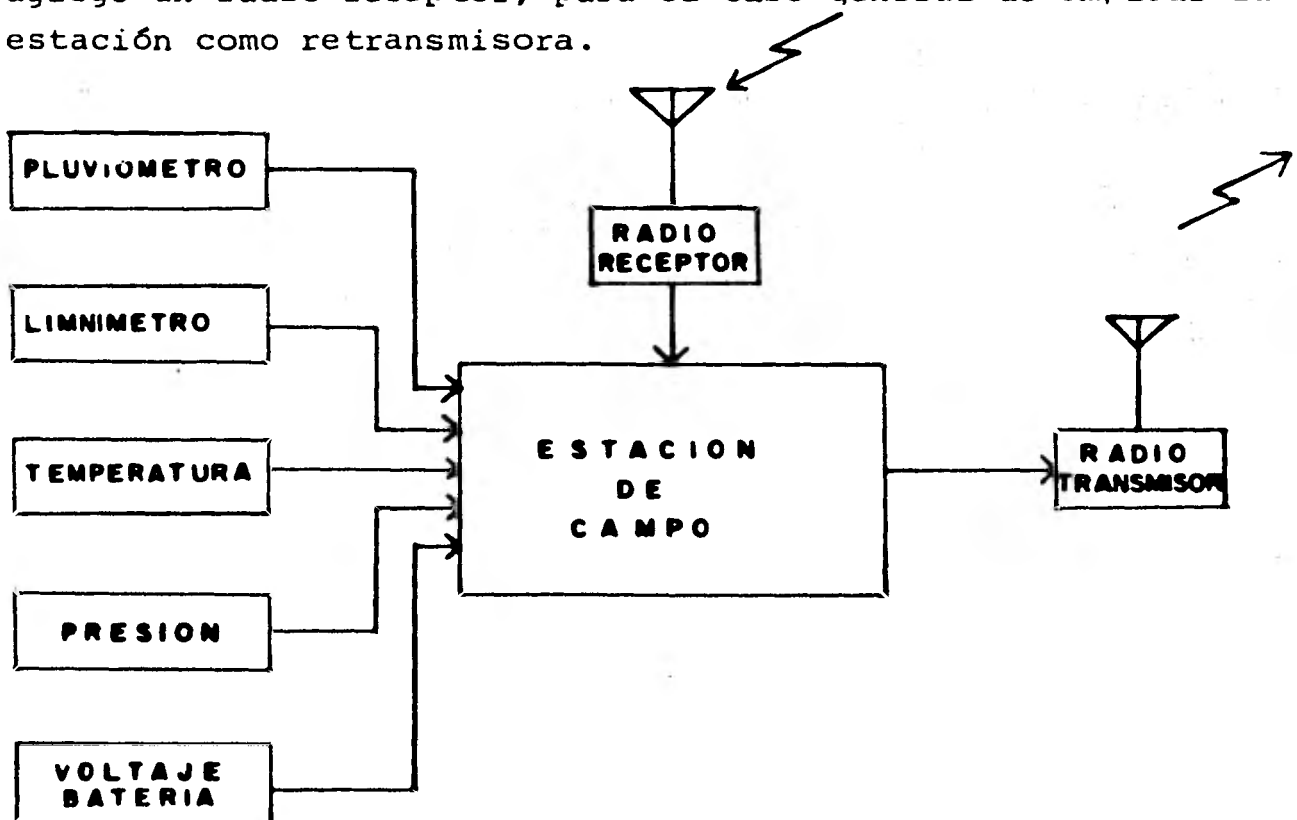 estación como retransmisora.
PLUVIOMETRO
LIMNIMETRO
TEMPERATURA
PRESION
VOLTAJE
BATERIA
RADIO
RECEPTOR
ESTACION
DE
CAMPO
RADIO
TRANSMISOR